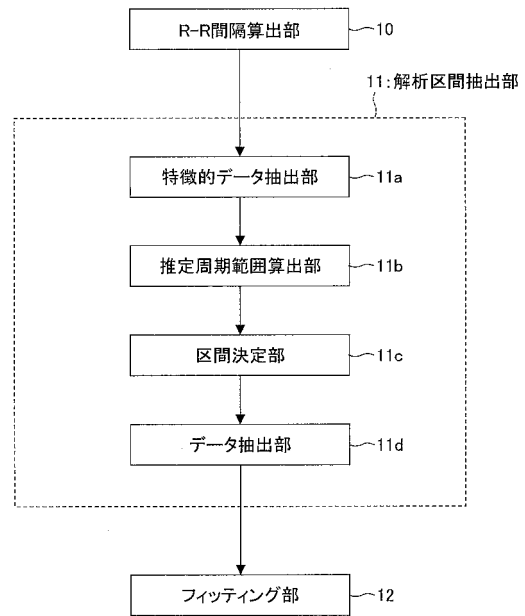 R-R間隔算出部
10
11:解析区間抽出部
特徴的データ抽出部
11a
推定周期範囲算出部
11b
区間決定部
11c
データ抽出部
11d
フィッティング部
12